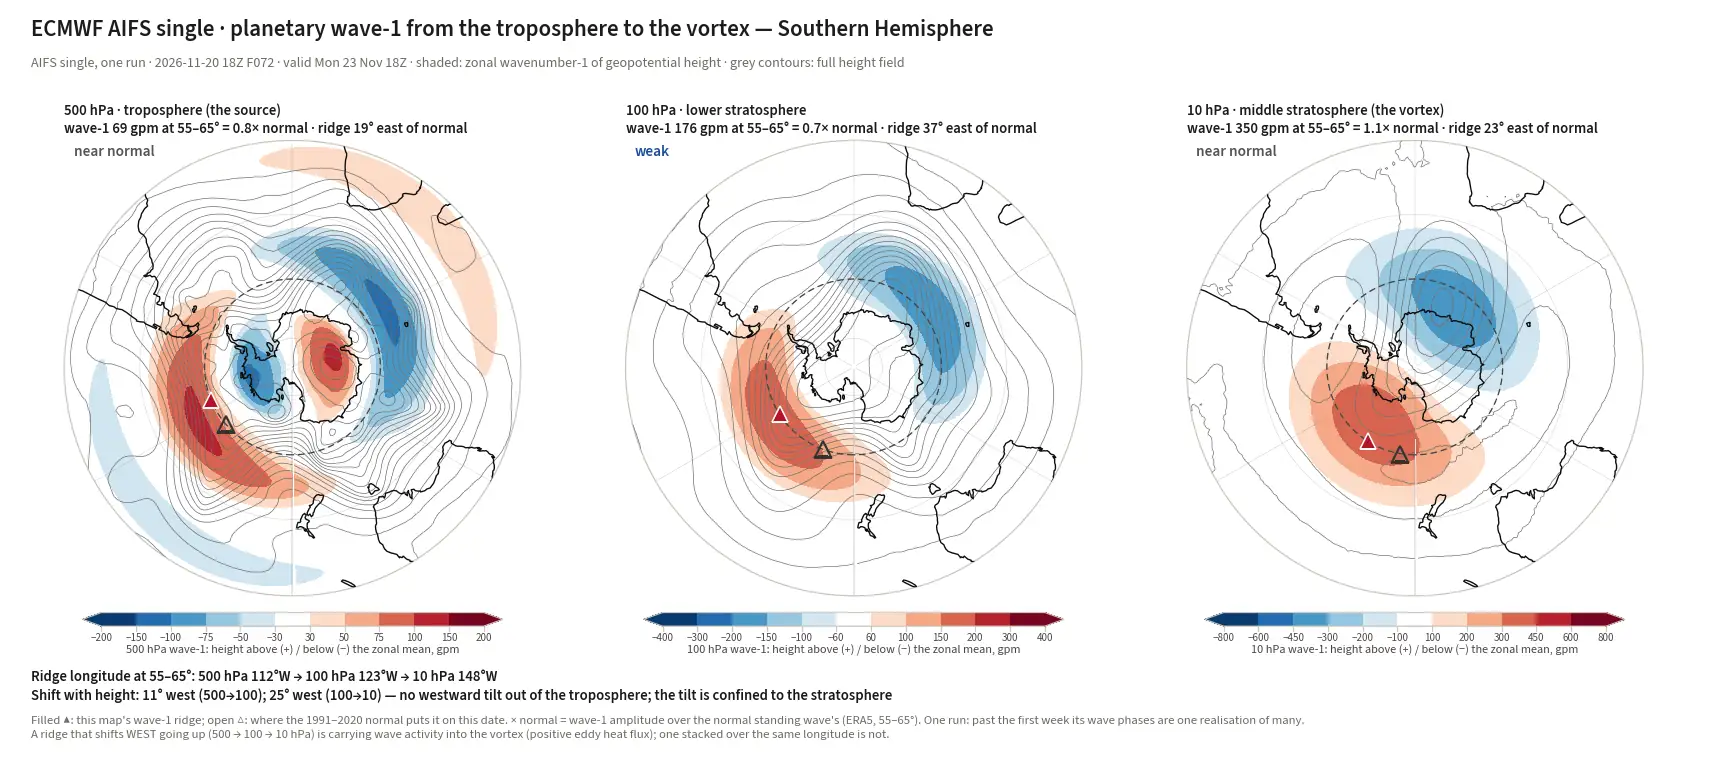 ECMWF AIFS single · planetary wave-1 from the troposphere to the vortex — Southern Hemisphere
AIFS single, one run · 2026-11-20 18Z F072 · valid Mon 23 Nov 18Z · shaded: zonal wavenumber-1 of geopotential height · grey contours: full height field
500 hPa · troposphere (the source)
wave-1 69 gpm at 55–65° = 0.8× normal · ridge 19° east of normal
near normal
100 hPa · lower stratosphere
wave-1 176 gpm at 55–65° = 0.7× normal · ridge 37° east of normal
weak
10 hPa · middle stratosphere (the vortex)
wave-1 350 gpm at 55–65° = 1.1× normal · ridge 23° east of normal
near normal
−200 −150 −100 −75 −50 −30 30 50 75 100 150 200
500 hPa wave-1: height above (+) / below (−) the zonal mean, gpm
−400 −300 −200 −150 −100 −60 60 100 150 200 300 400
100 hPa wave-1: height above (+) / below (−) the zonal mean, gpm
−800 −600 −450 −300 −200 −100 100 200 300 450 600 800
10 hPa wave-1: height above (+) / below (−) the zonal mean, gpm
Ridge longitude at 55–65°: 500 hPa 112°W → 100 hPa 123°W → 10 hPa 148°W
Shift with height: 11° west (500→100); 25° west (100→10) — no westward tilt out of the troposphere; the tilt is confined to the stratosphere
Filled ▲: this map's wave-1 ridge; open △: where the 1991–2020 normal puts it on this date. × normal = wave-1 amplitude over the normal standing wave's (ERA5, 55–65°). One run: past the first week its wave phases are one realisation of many.
A ridge that shifts WEST going up (500 → 100 → 10 hPa) is carrying wave activity into the vortex (positive eddy heat flux); one stacked over the same longitude is not.